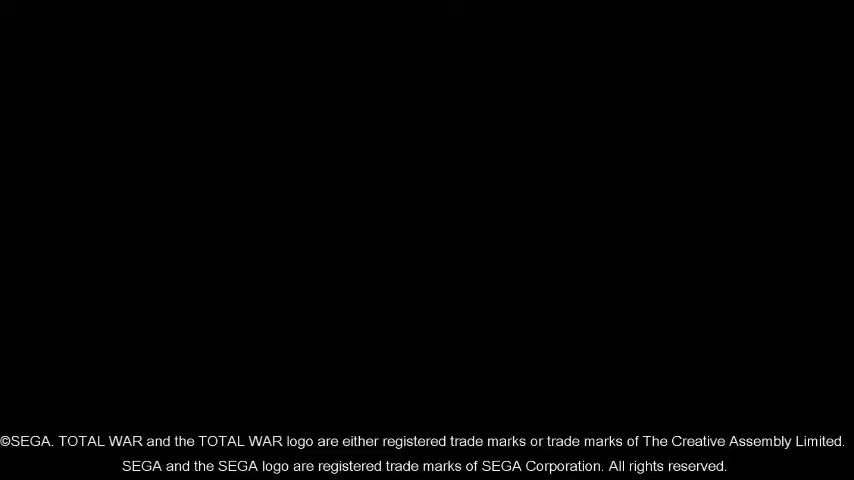 ©SEGA. TOTAL WAR and the TOTAL WAR logo are either registered trade marks or trade marks of The Creative Assembly Limited.
SEGA and the SEGA logo are registered trade marks of SEGA Corporation. All rights reserved.